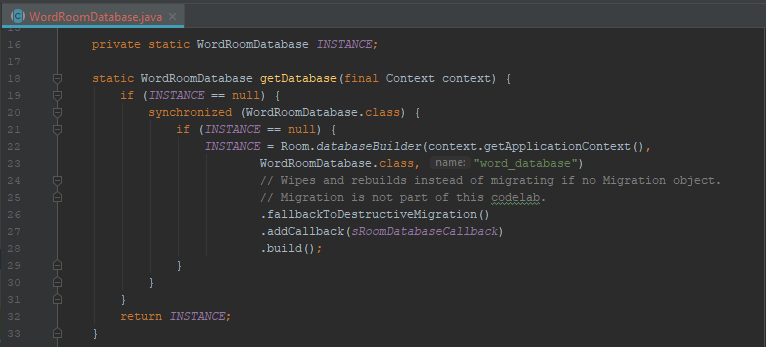 WordRoomDatabase.java
16 private static WordRoomDatabase INSTANCE;
17
18 static WordRoomDatabase getDatabase(final Context context) {
19 if (INSTANCE == null) {
20 synchronized (WordRoomDatabase.class) {
21 if (INSTANCE == null) {
22 INSTANCE = Room.databaseBuilder(context.getApplicationContext(),
23 WordRoomDatabase.class, name: "word_database")
24 // Wipes and rebuilds instead of migrating if no Migration object.
25 // Migration is not part of this codelab.
26 .fallbackToDestructiveMigration()
27 .addCallback(sRoomDatabaseCallback)
28 .build();
29 }
30 }
31 }
32 return INSTANCE;
33 }